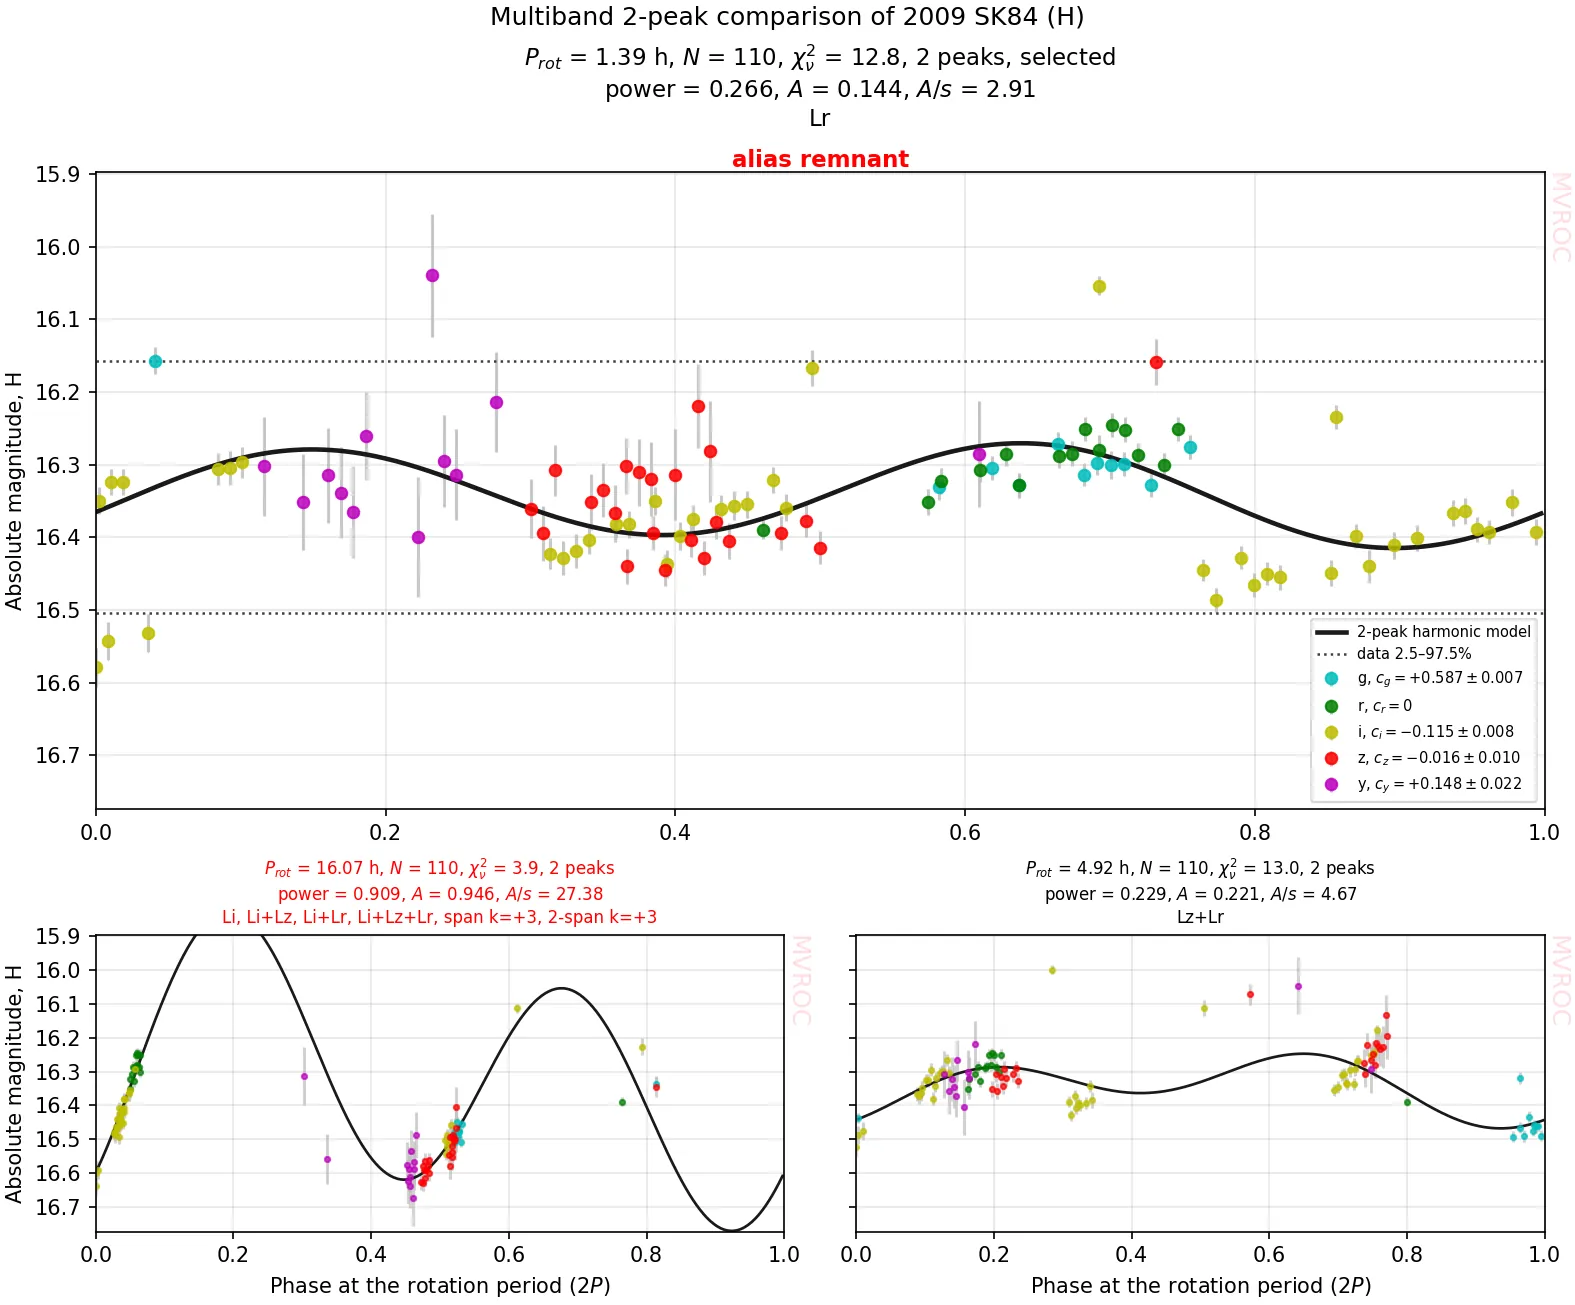 Multiband 2-peak comparison of 2009 SK84 (H)
P_rot = 1.39 h, N = 110, χ²_ν = 12.8, 2 peaks, selected
power = 0.266, A = 0.144, A/s = 2.91
Lr
alias remnant
MVROC
15.9
16.0
16.1
16.2
16.3
16.4
16.5
16.6
16.7
Absolute magnitude, H
2-peak harmonic model
data 2.5–97.5%
g, c_g = +0.587 ± 0.007
r, c_r = 0
i, c_i = −0.115 ± 0.008
z, c_z = −0.016 ± 0.010
y, c_y = +0.148 ± 0.022
0.0 0.2 0.4 0.6 0.8 1.0
P_rot = 16.07 h, N = 110, χ²_ν = 3.9, 2 peaks
power = 0.909, A = 0.946, A/s = 27.38
Li, Li+Lz, Li+Lr, Li+Lz+Lr, span k=+3, 2-span k=+3
MVROC
15.9
16.0
16.1
16.2
16.3
16.4
16.5
16.6
16.7
Absolute magnitude, H
0.0 0.2 0.4 0.6 0.8 1.0
Phase at the rotation period (2P)
P_rot = 4.92 h, N = 110, χ²_ν = 13.0, 2 peaks
power = 0.229, A = 0.221, A/s = 4.67
Lz+Lr
MVROC
0.0 0.2 0.4 0.6 0.8 1.0
Phase at the rotation period (2P)